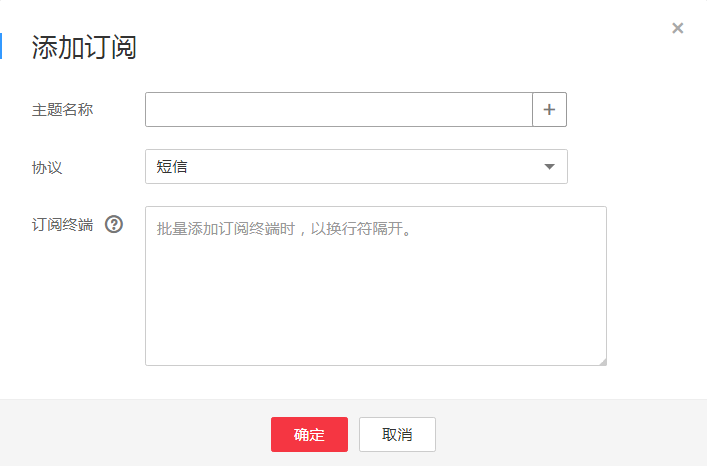 添加订阅
主题名称
协议
短信
订阅终端
批量添加订阅终端时，以换行符隔开。
确定
取消